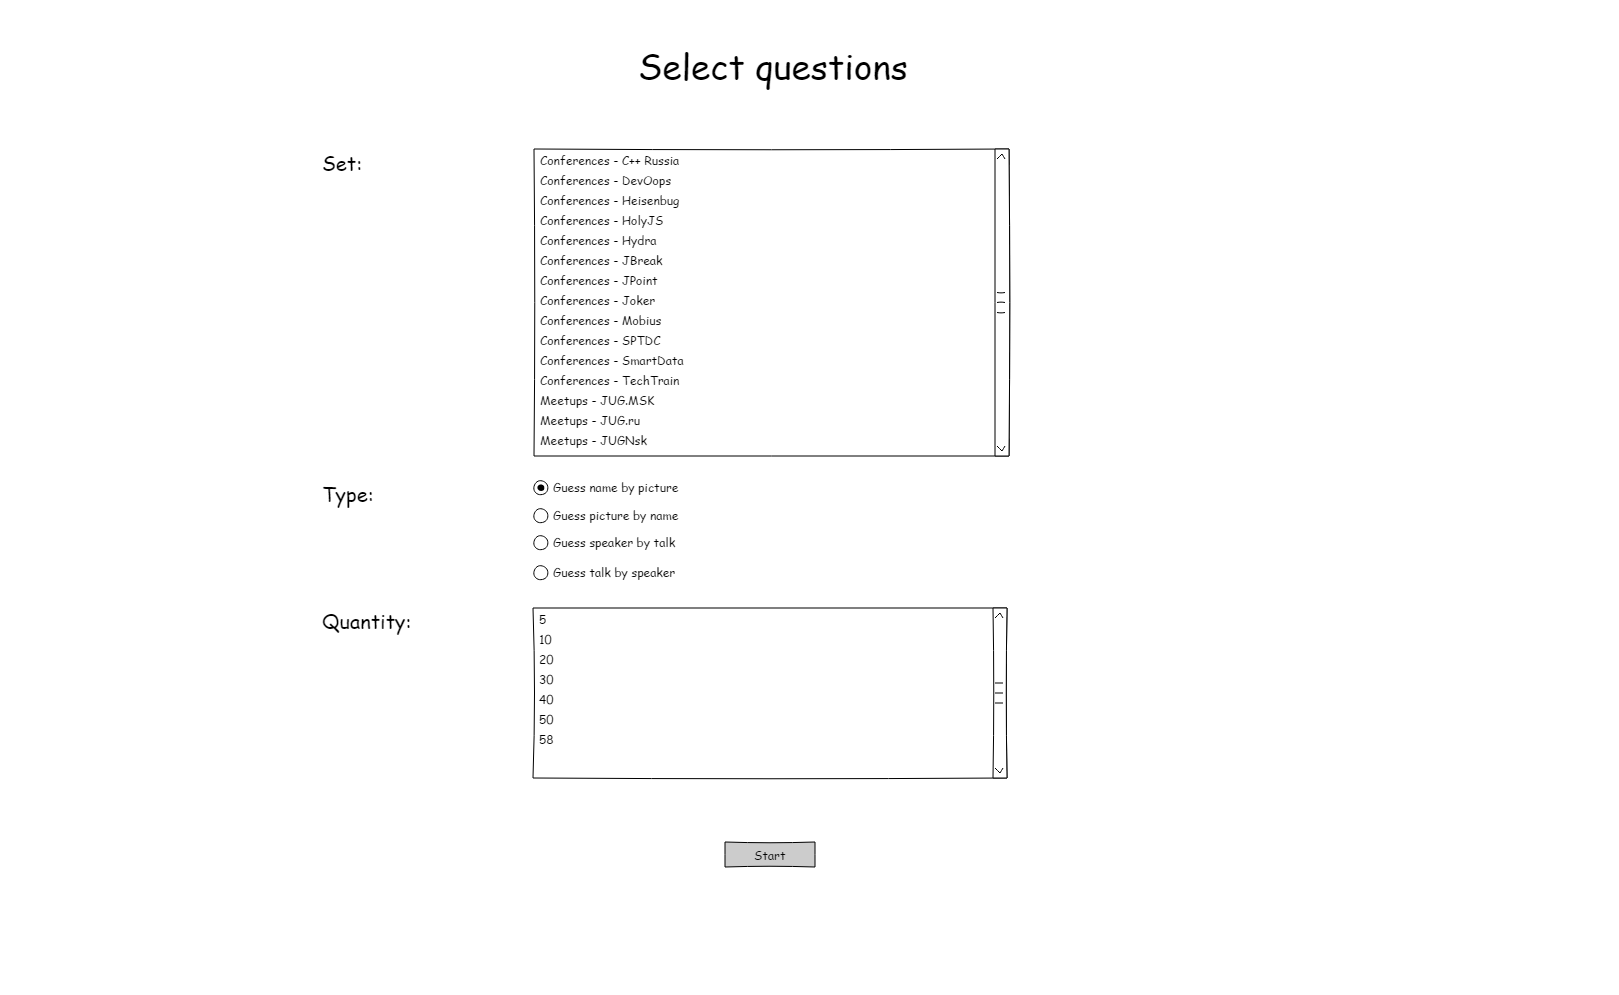 Select questions
Set:
Conferences - C++ Russia
Conferences - DevOops
Conferences - Heisenbug
Conferences - HolyJS
Conferences - Hydra
Conferences - JBreak
Conferences - JPoint
Conferences - Joker
Conferences - Mobius
Conferences - SPTDC
Conferences - SmartData
Conferences - TechTrain
Meetups - JUG.MSK
Meetups - JUG.ru
Meetups - JUGNsk
Type:
Guess name by picture
Guess picture by name
Guess speaker by talk
Guess talk by speaker
Quantity:
5
10
20
30
40
50
58
Start